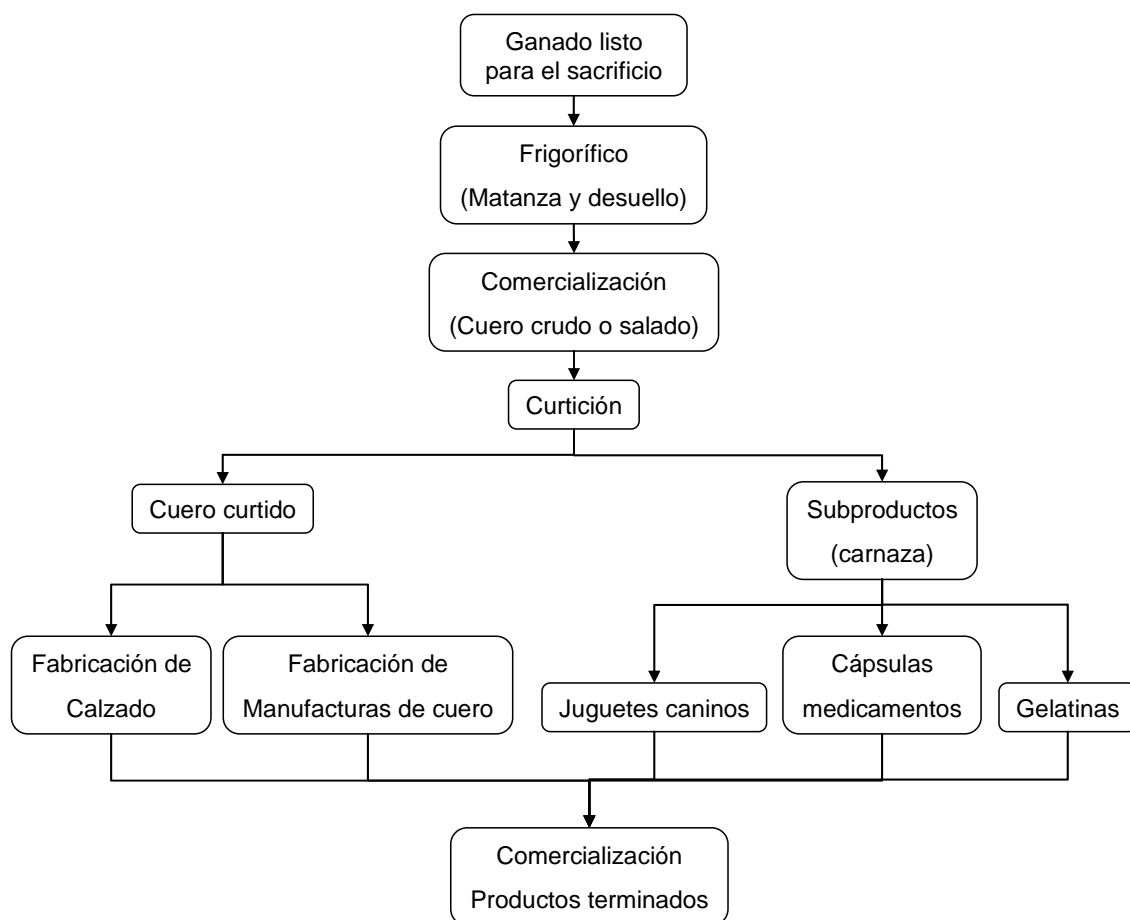 Ganado listo
para el sacrificio
Frigorífico
(Matanza y desuello)
Comercialización
(Cuero crudo o salado)
Curtición
Cuero curtido
Subproductos
(carnaza)
Fabricación de
Calzado
Fabricación de
Manufacturas de cuero
Juguetes caninos
Cápsulas
medicamentos
Gelatinas
Comercialización
Productos terminados